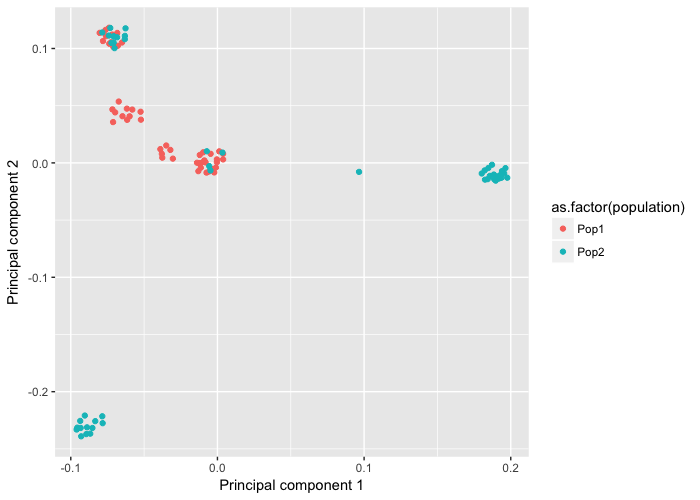 0.1
0.0
-0.1
-0.2
Principal component 2
-0.1
0.0
0.1
0.2
Principal component 1
as.factor(population)
Pop1
Pop2